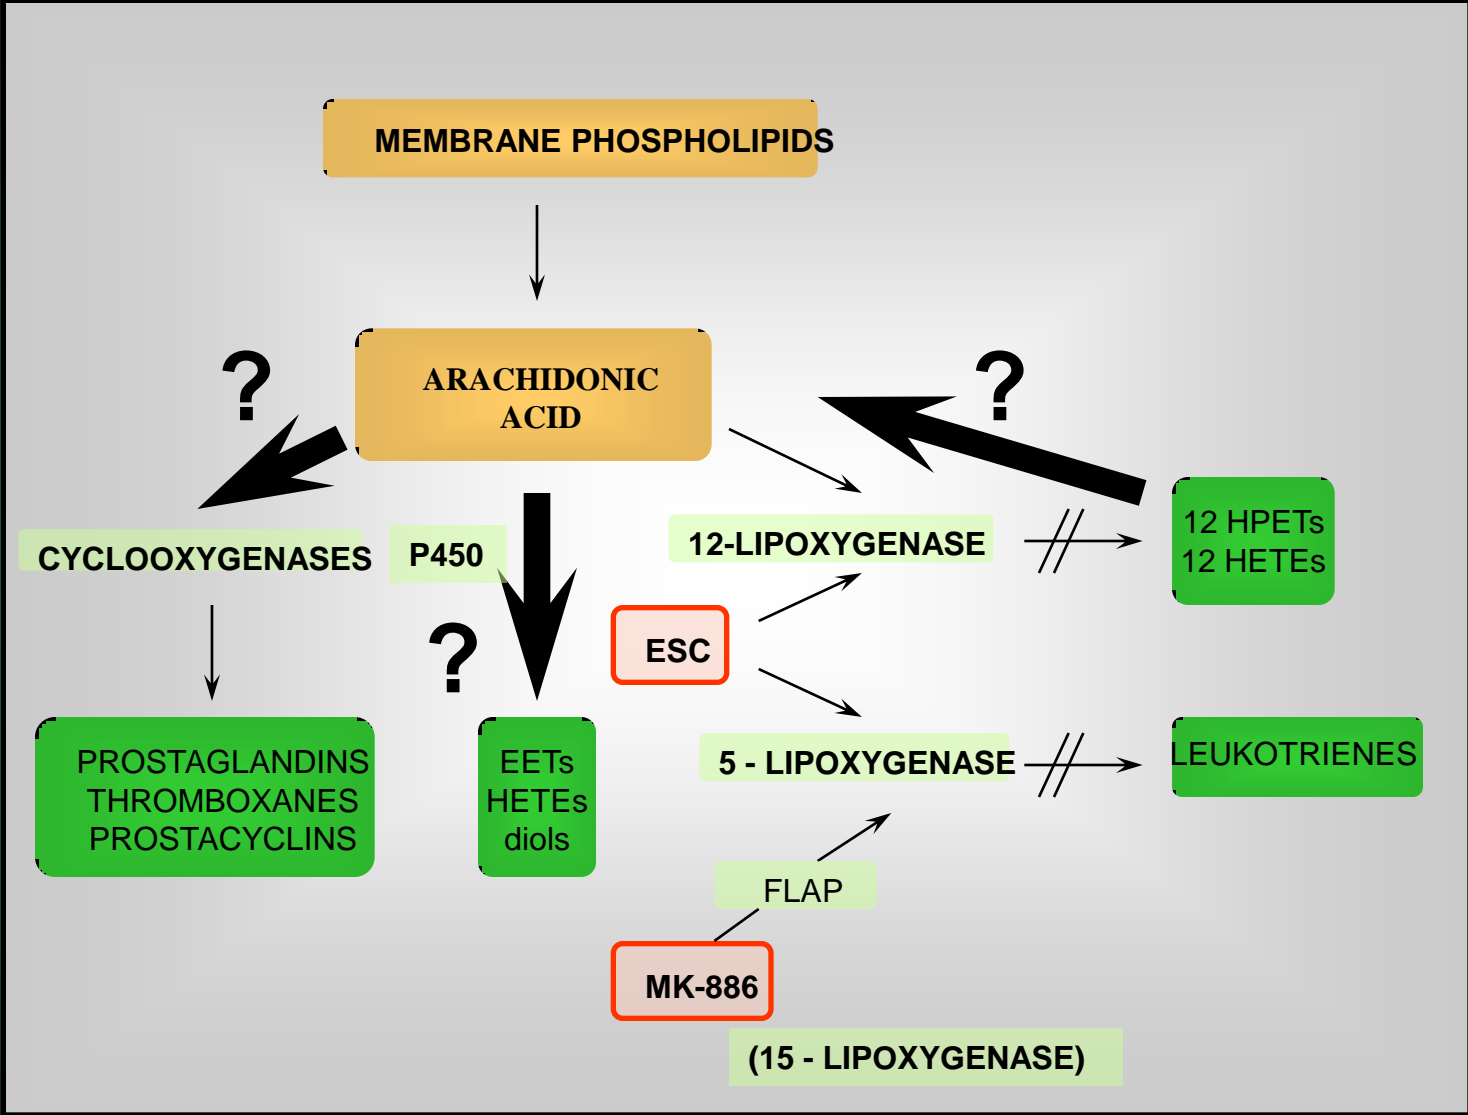 MEMBRANE PHOSPHOLIPIDS
?
?
ARACHIDONIC
ACID
CYCLOOXYGENASES
P450
12-LIPOXYGENASE
12 HPETs
12 HETEs
?
ESC
PROSTAGLANDINS
THROMBOXANES
PROSTACYCLINS
EETs
HETEs
diols
5 - LIPOXYGENASE
LEUKOTRIENES
FLAP
MK-886
(15 - LIPOXYGENASE)